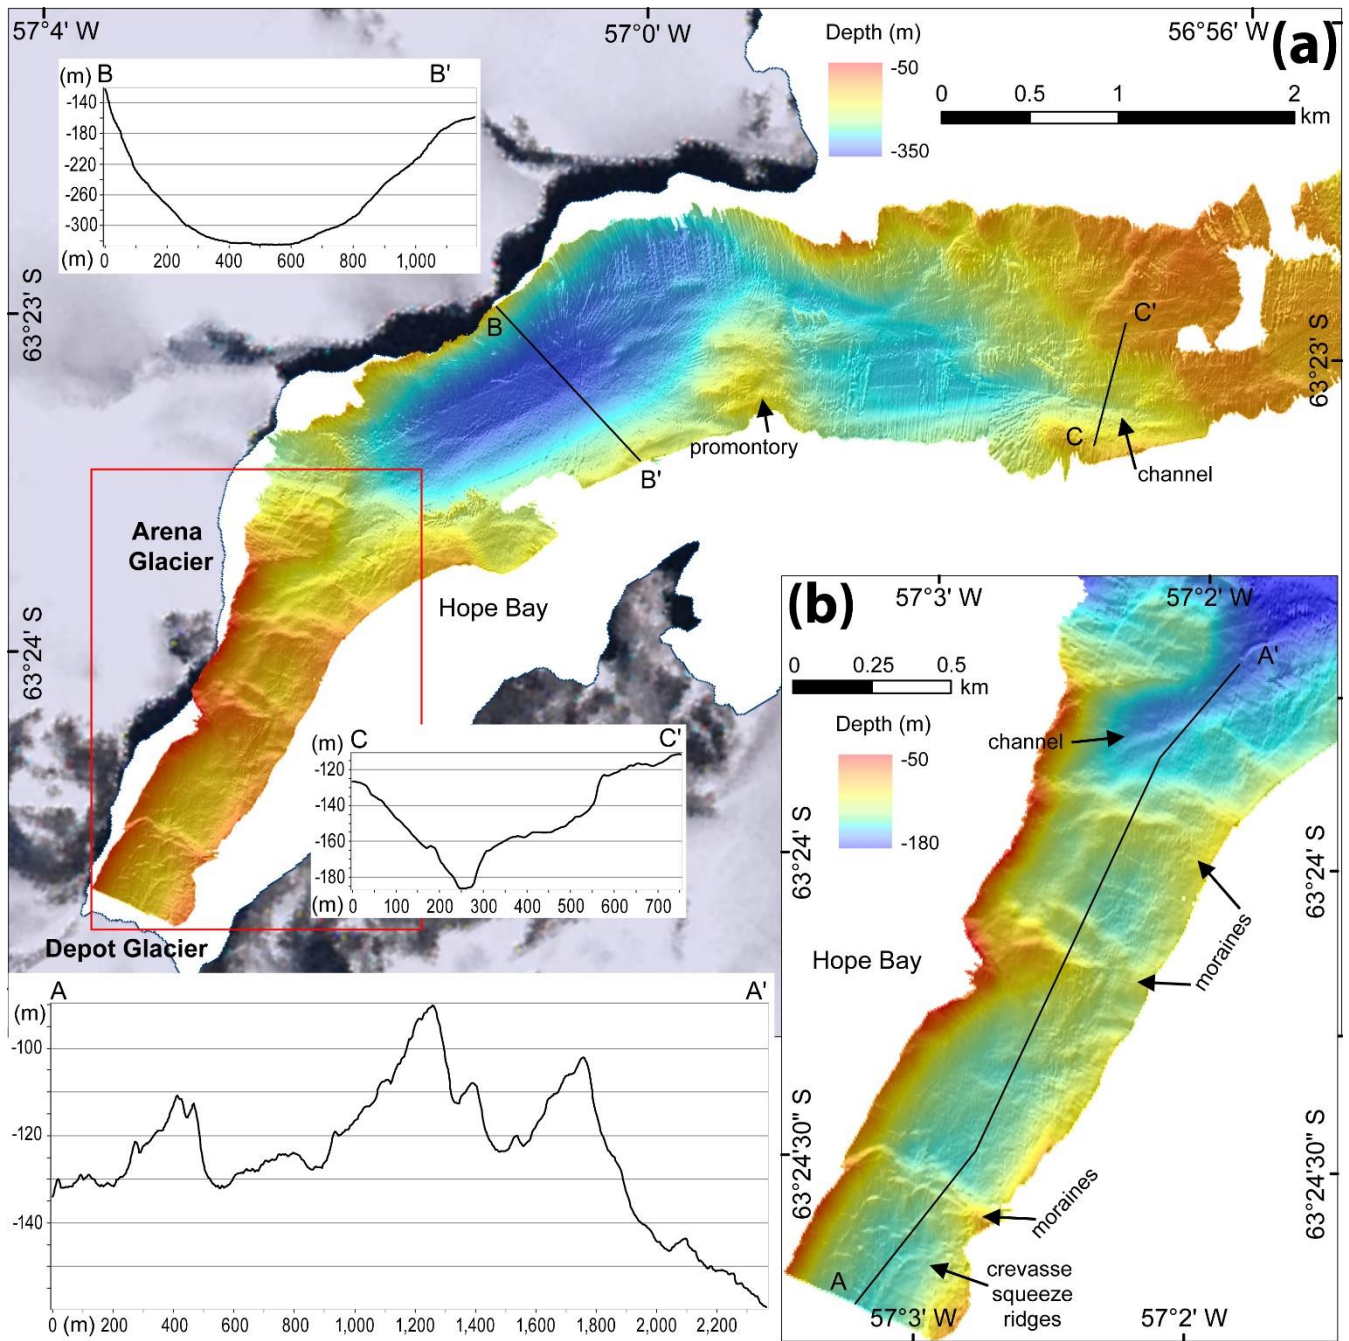 57°4' W
57°0' W
56°56' W
(a)
Depth (m)
-50
-350
0 0.5 1 2
km
(m) B B'
-140
-180
-220
-260
-300
(m) 0 200 400 600 800 1,000
63°23' S
63°23' S
B
B'
C'
C
promontory
channel
Arena
Glacier
Hope Bay
63°24' S
Depot Glacier
(m) C C'
-120
-140
-160
-180
(m) 0 100 200 300 400 500 600 700
A A'
(m)
-100
-120
-140
0 (m) 200 400 600 800 1,000 1,200 1,400 1,600 1,800 2,000 2,200
(b)
57°3' W
57°2' W
0 0.25 0.5
km
Depth (m)
-50
-180
A'
channel
63°24' S
63°24' S
moraines
Hope Bay
63°24'30" S
63°24'30" S
moraines
A
crevasse
squeeze
ridges
57°3' W
57°2' W